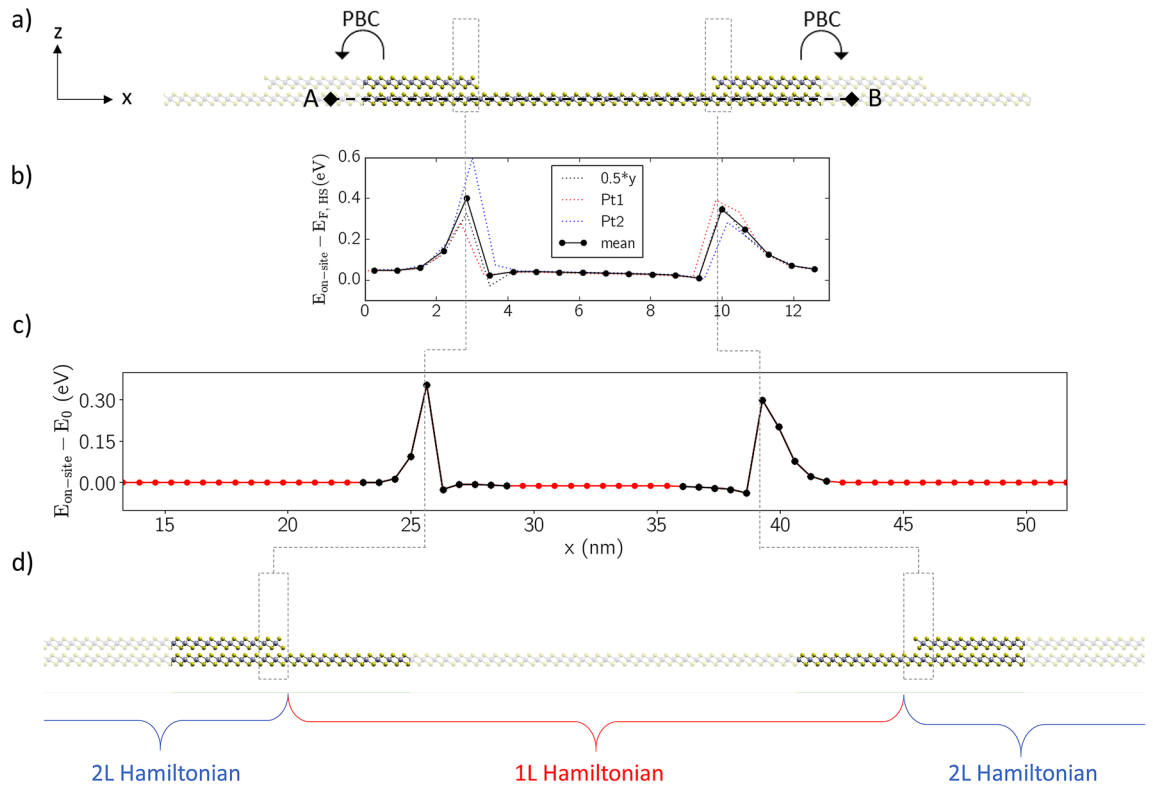 a)
PBC
PBC
z
x
A
B
b)
E_on−site − E_F, HS (eV)
0.6
0.4
0.2
0.0
0.5*y
Pt1
Pt2
mean
0
2
4
6
8
10
12
c)
E_on−site − E_0 (eV)
0.30
0.15
0.00
15
20
25
30
35
40
45
50
x (nm)
d)
2L Hamiltonian
1L Hamiltonian
2L Hamiltonian